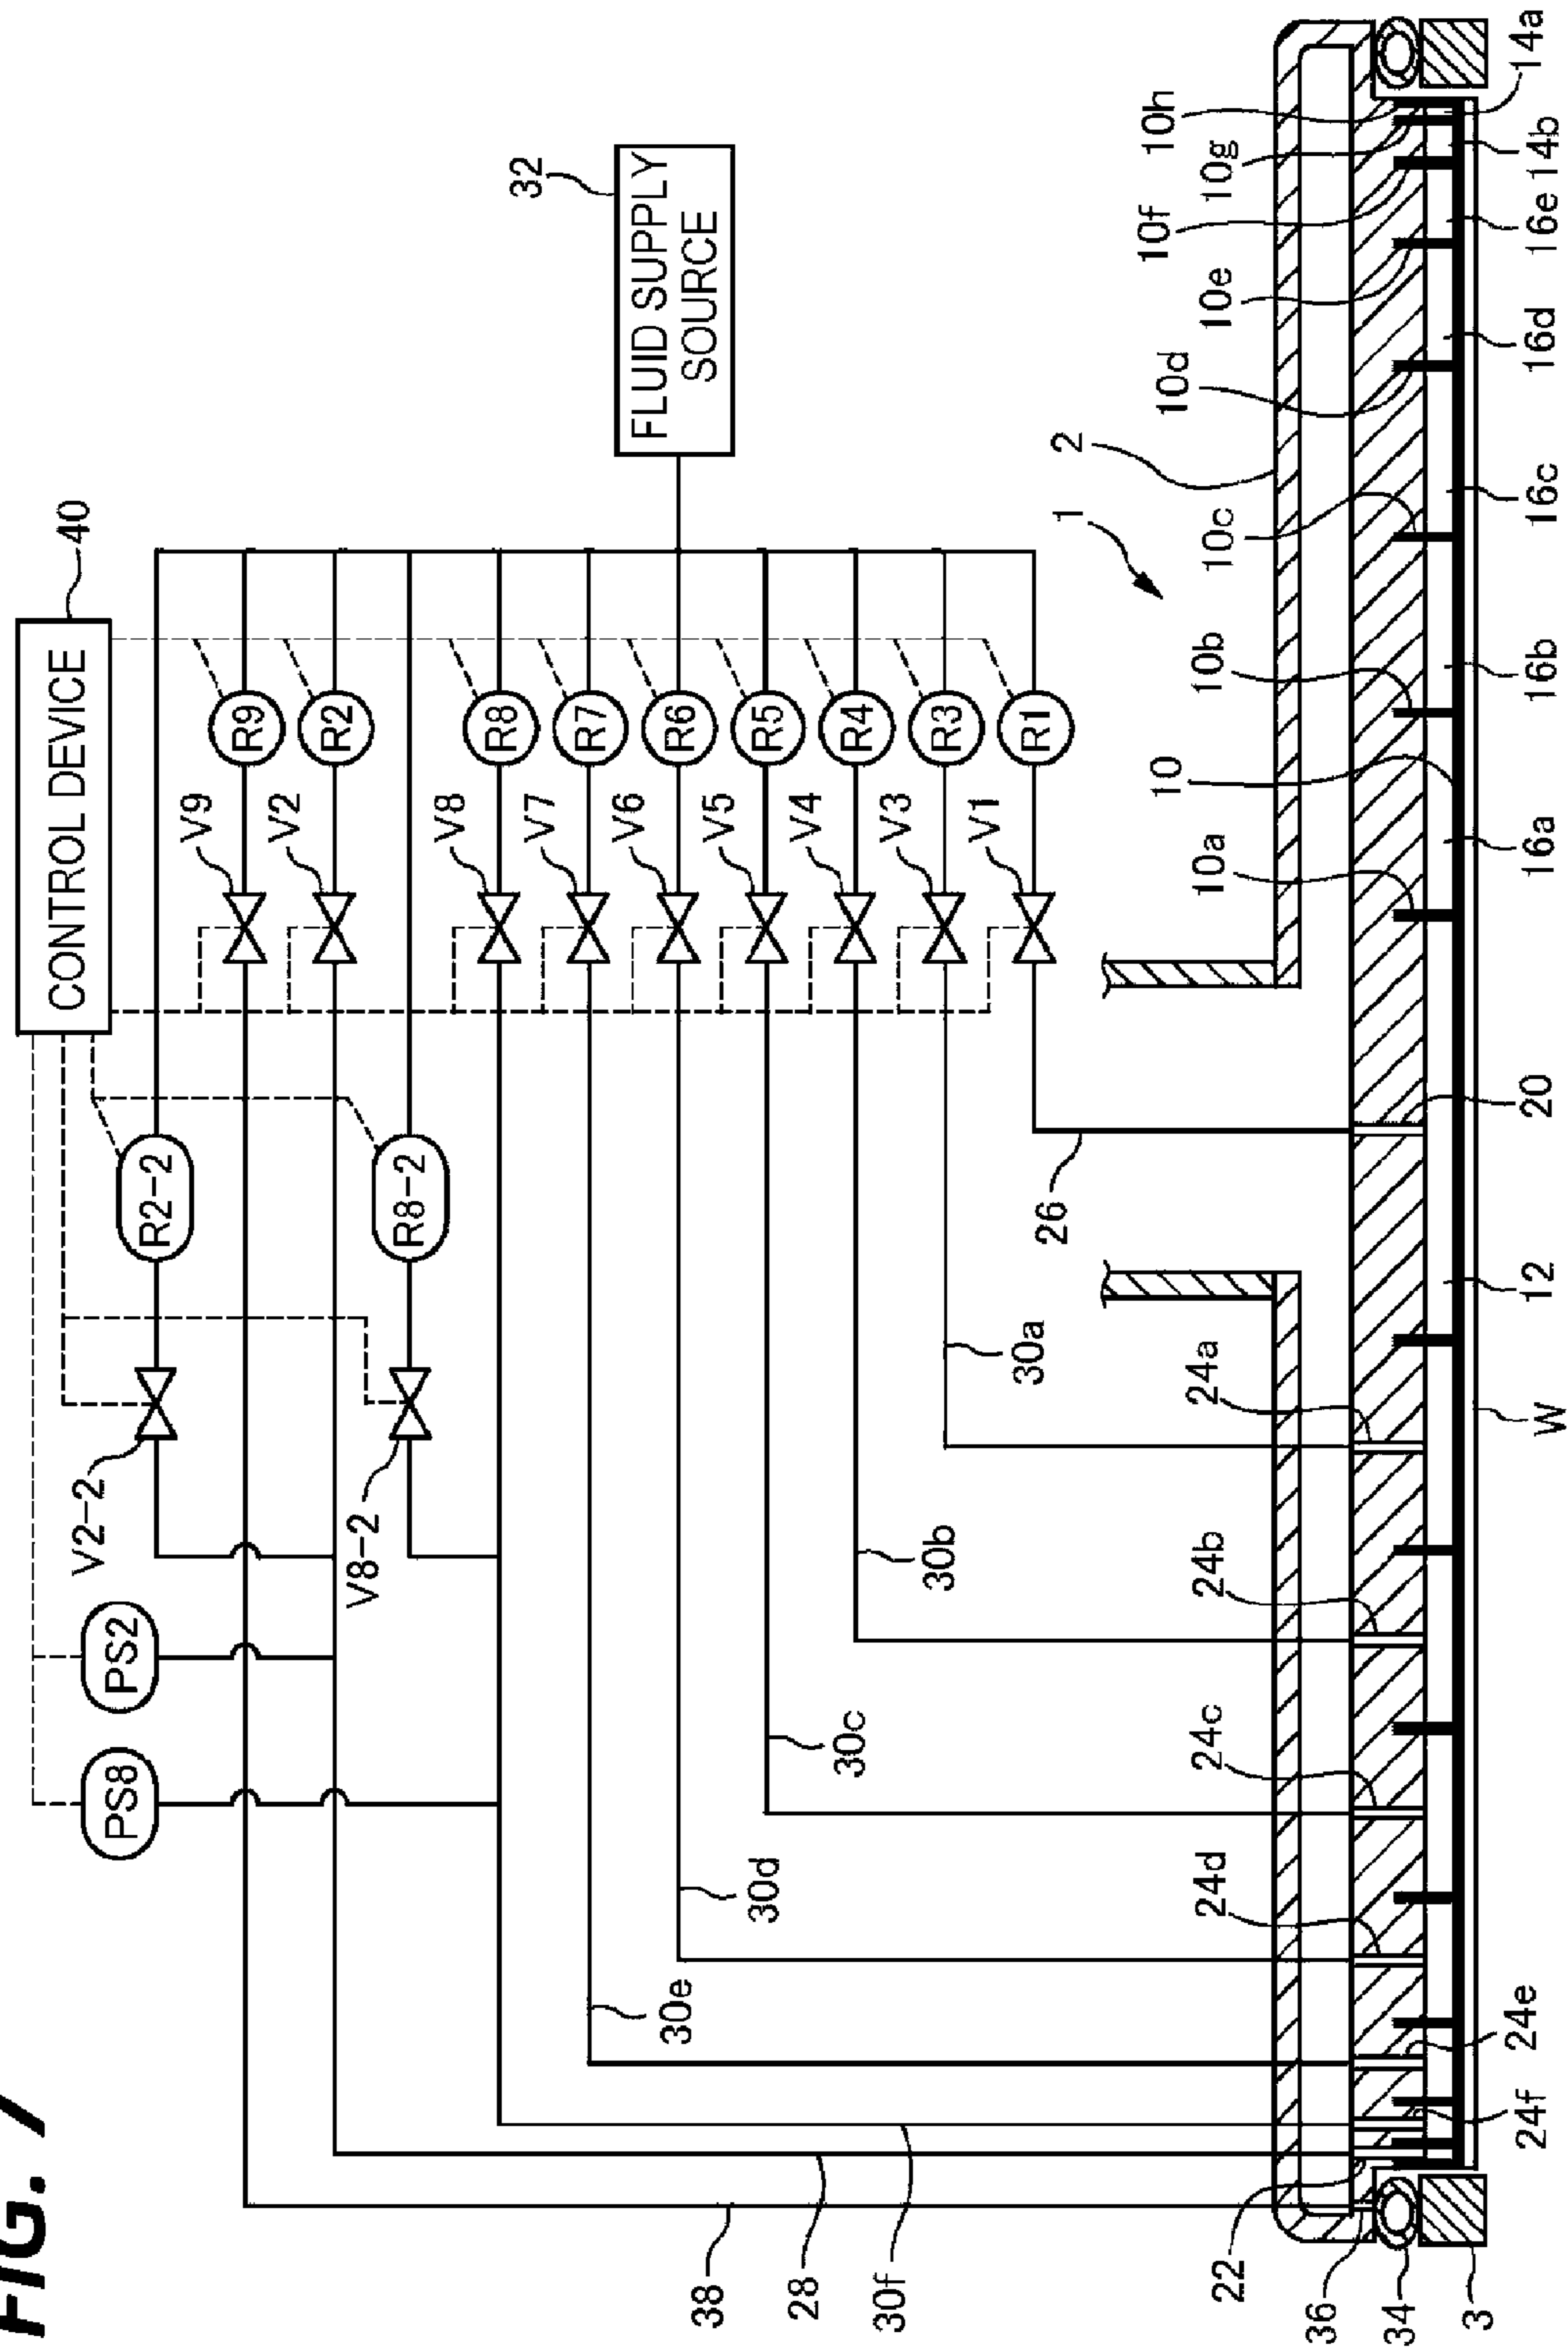 FIG. 7
CONTROL DEVICE
40
R9
R2
R8
R7
R6
R5
R4
R3
R1
V9
V2
V8
V7
V6
V5
V4
V3
V1
R2-2
R8-2
V2-2
V8-2
PS2
PS8
FLUID SUPPLY
SOURCE
32
38
28
30f
30e
30d
30c
30b
30a
26
1
2
22
36
34
3
24d
24c
24b
24a
10a
10
10b
10c
10d
10e
10f
10g
10h
24f
24e
W
12
20
16a
16b
16c
16d
16e
14b
14a